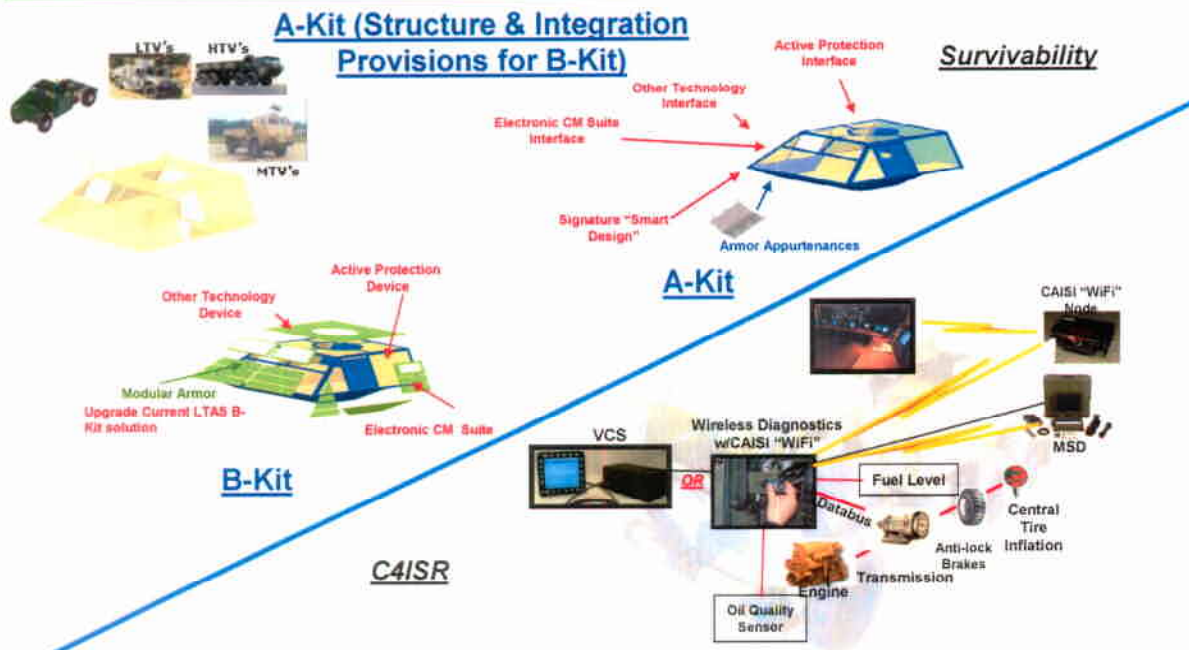 A-Kit (Structure & Integration
Provisions for B-Kit)
LTV's
HTV's
MTV's
Survivability
Active Protection
Interface
Other Technology
Interface
Electronic CM Suite
Interface
Signature "Smart
Design"
Armor Appurtenances
A-Kit
Active Protection
Device
Other Technology
Device
Modular Armor
Upgrade Current LTAS B-
Kit solution
Electronic CM Suite
B-Kit
C4ISR
CAISI "WiFi"
Node
Wireless Diagnostics
w/CAISI "WiFi"
VCS
OR
MSD
Fuel Level
Databus
Central
Tire
Inflation
Anti-lock
Brakes
Transmission
Engine
Oil Quality
Sensor